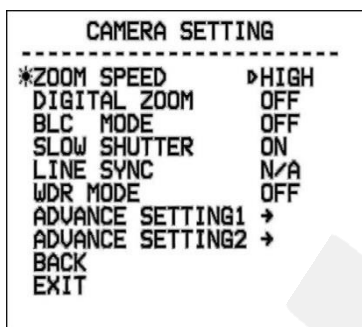 CAMERA SETTING
ZOOM SPEED HIGH
DIGITAL ZOOM OFF
BLC MODE OFF
SLOW SHUTTER ON
LINE SYNC N/A
WDR MODE OFF
ADVANCE SETTING1 →
ADVANCE SETTING2 →
BACK
EXIT